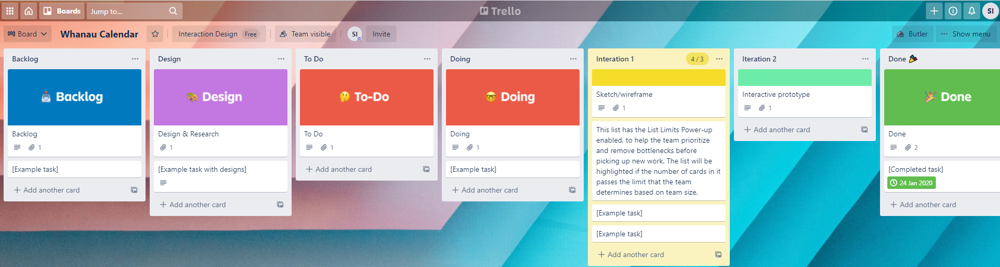 Boards
Jump to...
Trello
SI
Board
Whanau Calendar
Interaction Design Free
Team visible
SI
Invite
Butler
Show menu
Backlog
Backlog
Backlog
1
[Example task]
+ Add another card
Design
Design
Design & Research
1
[Example task with designs]
+ Add another card
To Do
To-Do
To Do
1
+ Add another card
Doing
Doing
Doing
1
[Example task]
+ Add another card
Interation 1
4 / 3
Sketch/wireframe
1
This list has the List Limits Power-up
enabled, to help the team prioritize
and remove bottlenecks before
picking up new work. The list will be
highlighted if the number of cards in it
passes the limit that the team
determines based on team size.
[Example task]
[Example task]
+ Add another card
Iteration 2
Interactive prototype
1
+ Add another card
Done
Done
Done
2
[Completed task]
24 Jan 2020
+ Add another card